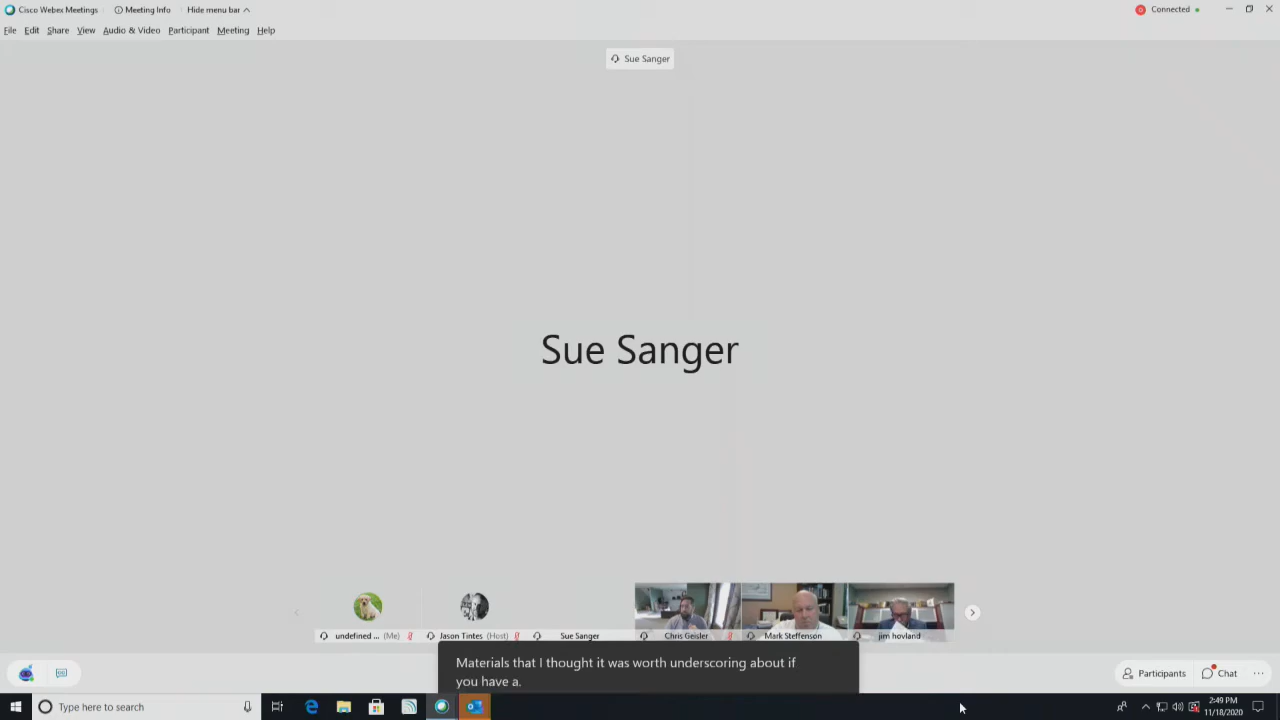 Cisco Webex Meetings Meeting Info Hide menu bar Connected
File Edit Share View Audio & Video Participant Meeting Help
Sue Sanger
Sue Sanger
undefined ... (Me) Jason Tintes (Host) Sue Sanger Chris Geisler Mark Steffenson jim hovland
Materials that I thought it was worth underscoring about if
you have a.
Participants Chat ...
Type here to search
2:49 PM
11/18/2020